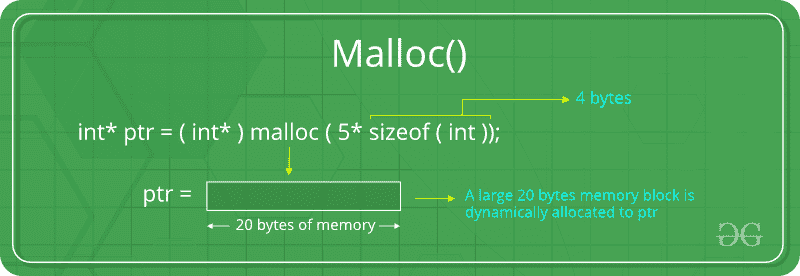 Malloc()
4 bytes
int* ptr = ( int* ) malloc ( 5* sizeof ( int ));
ptr =
A large 20 bytes memory block is
dynamically allocated to ptr
20 bytes of memory